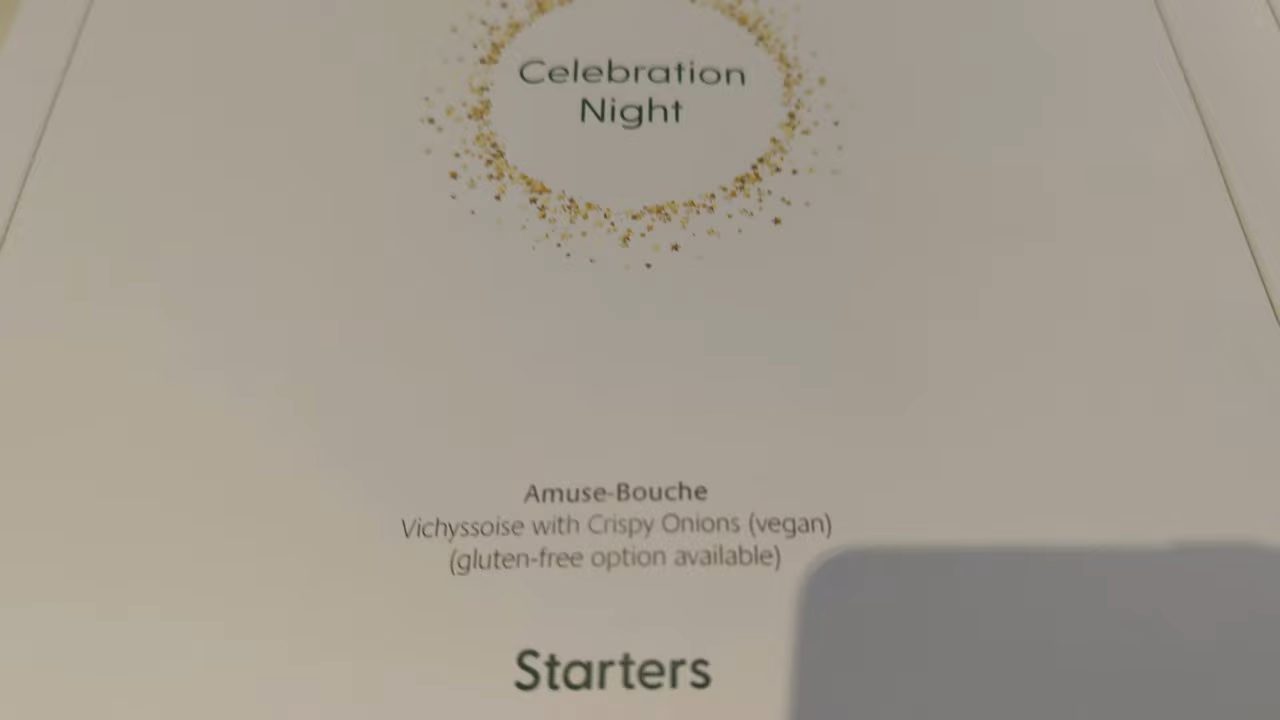 Celebration
Night
Amuse-Bouche
Vichyssoise with Crispy Onions (vegan)
(gluten-free option available)
Starters